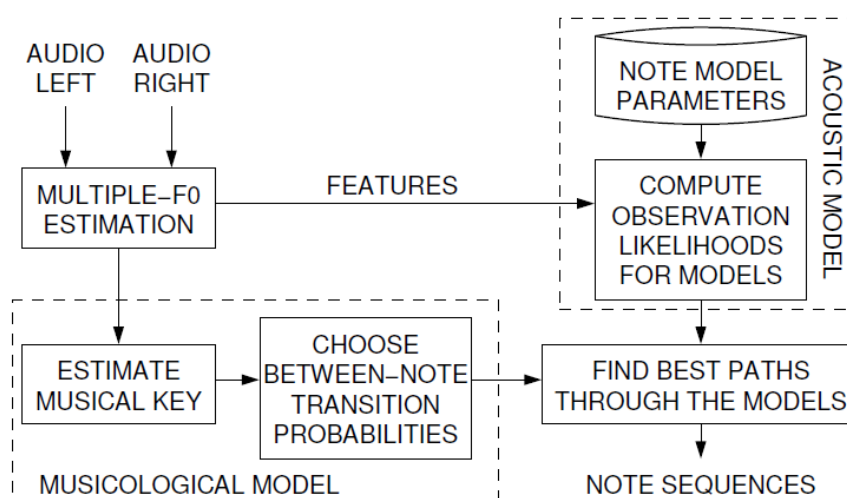 AUDIO
LEFT
AUDIO
RIGHT
NOTE MODEL
PARAMETERS
ACOUSTIC MODEL
MULTIPLE−F0
ESTIMATION
FEATURES
COMPUTE
OBSERVATION
LIKELIHOODS
FOR MODELS
ESTIMATE
MUSICAL KEY
CHOOSE
BETWEEN−NOTE
TRANSITION
PROBABILITIES
FIND BEST PATHS
THROUGH THE MODELS
MUSICOLOGICAL MODEL
NOTE SEQUENCES